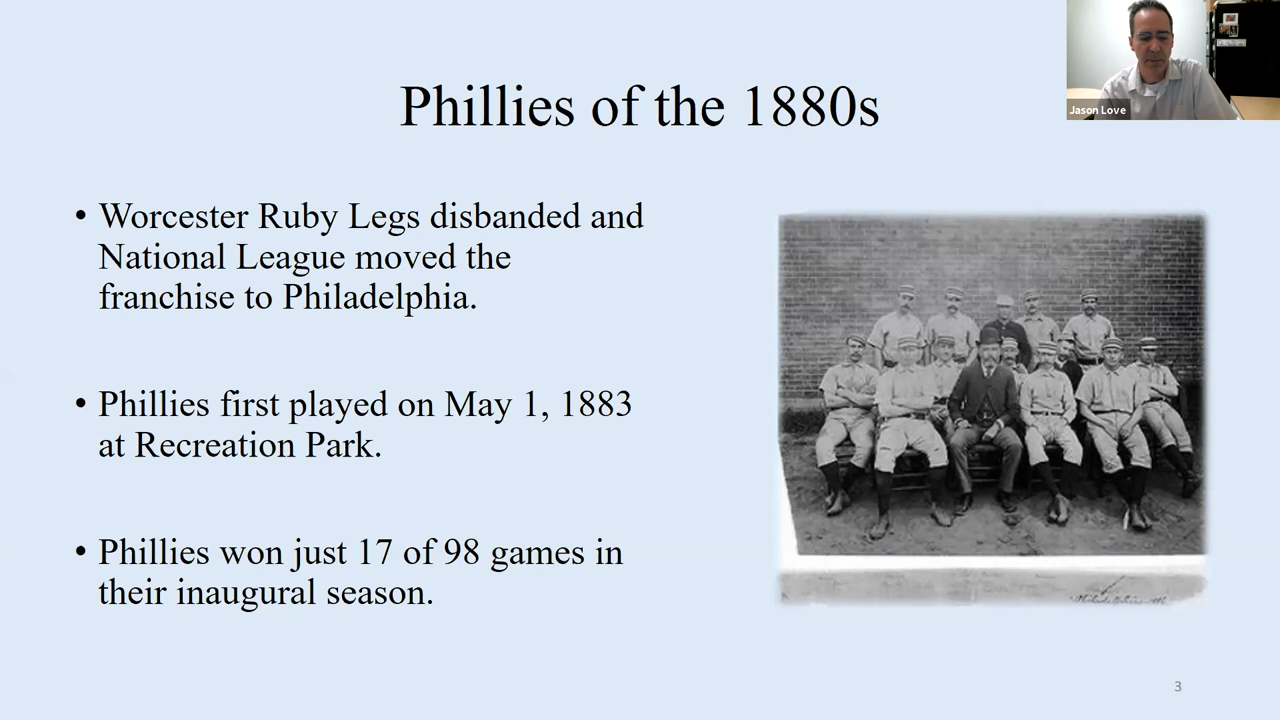 Jason Love
Phillies of the 1880s
• Worcester Ruby Legs disbanded and
National League moved the
franchise to Philadelphia.
• Phillies first played on May 1, 1883
at Recreation Park.
• Phillies won just 17 of 98 games in
their inaugural season.
3